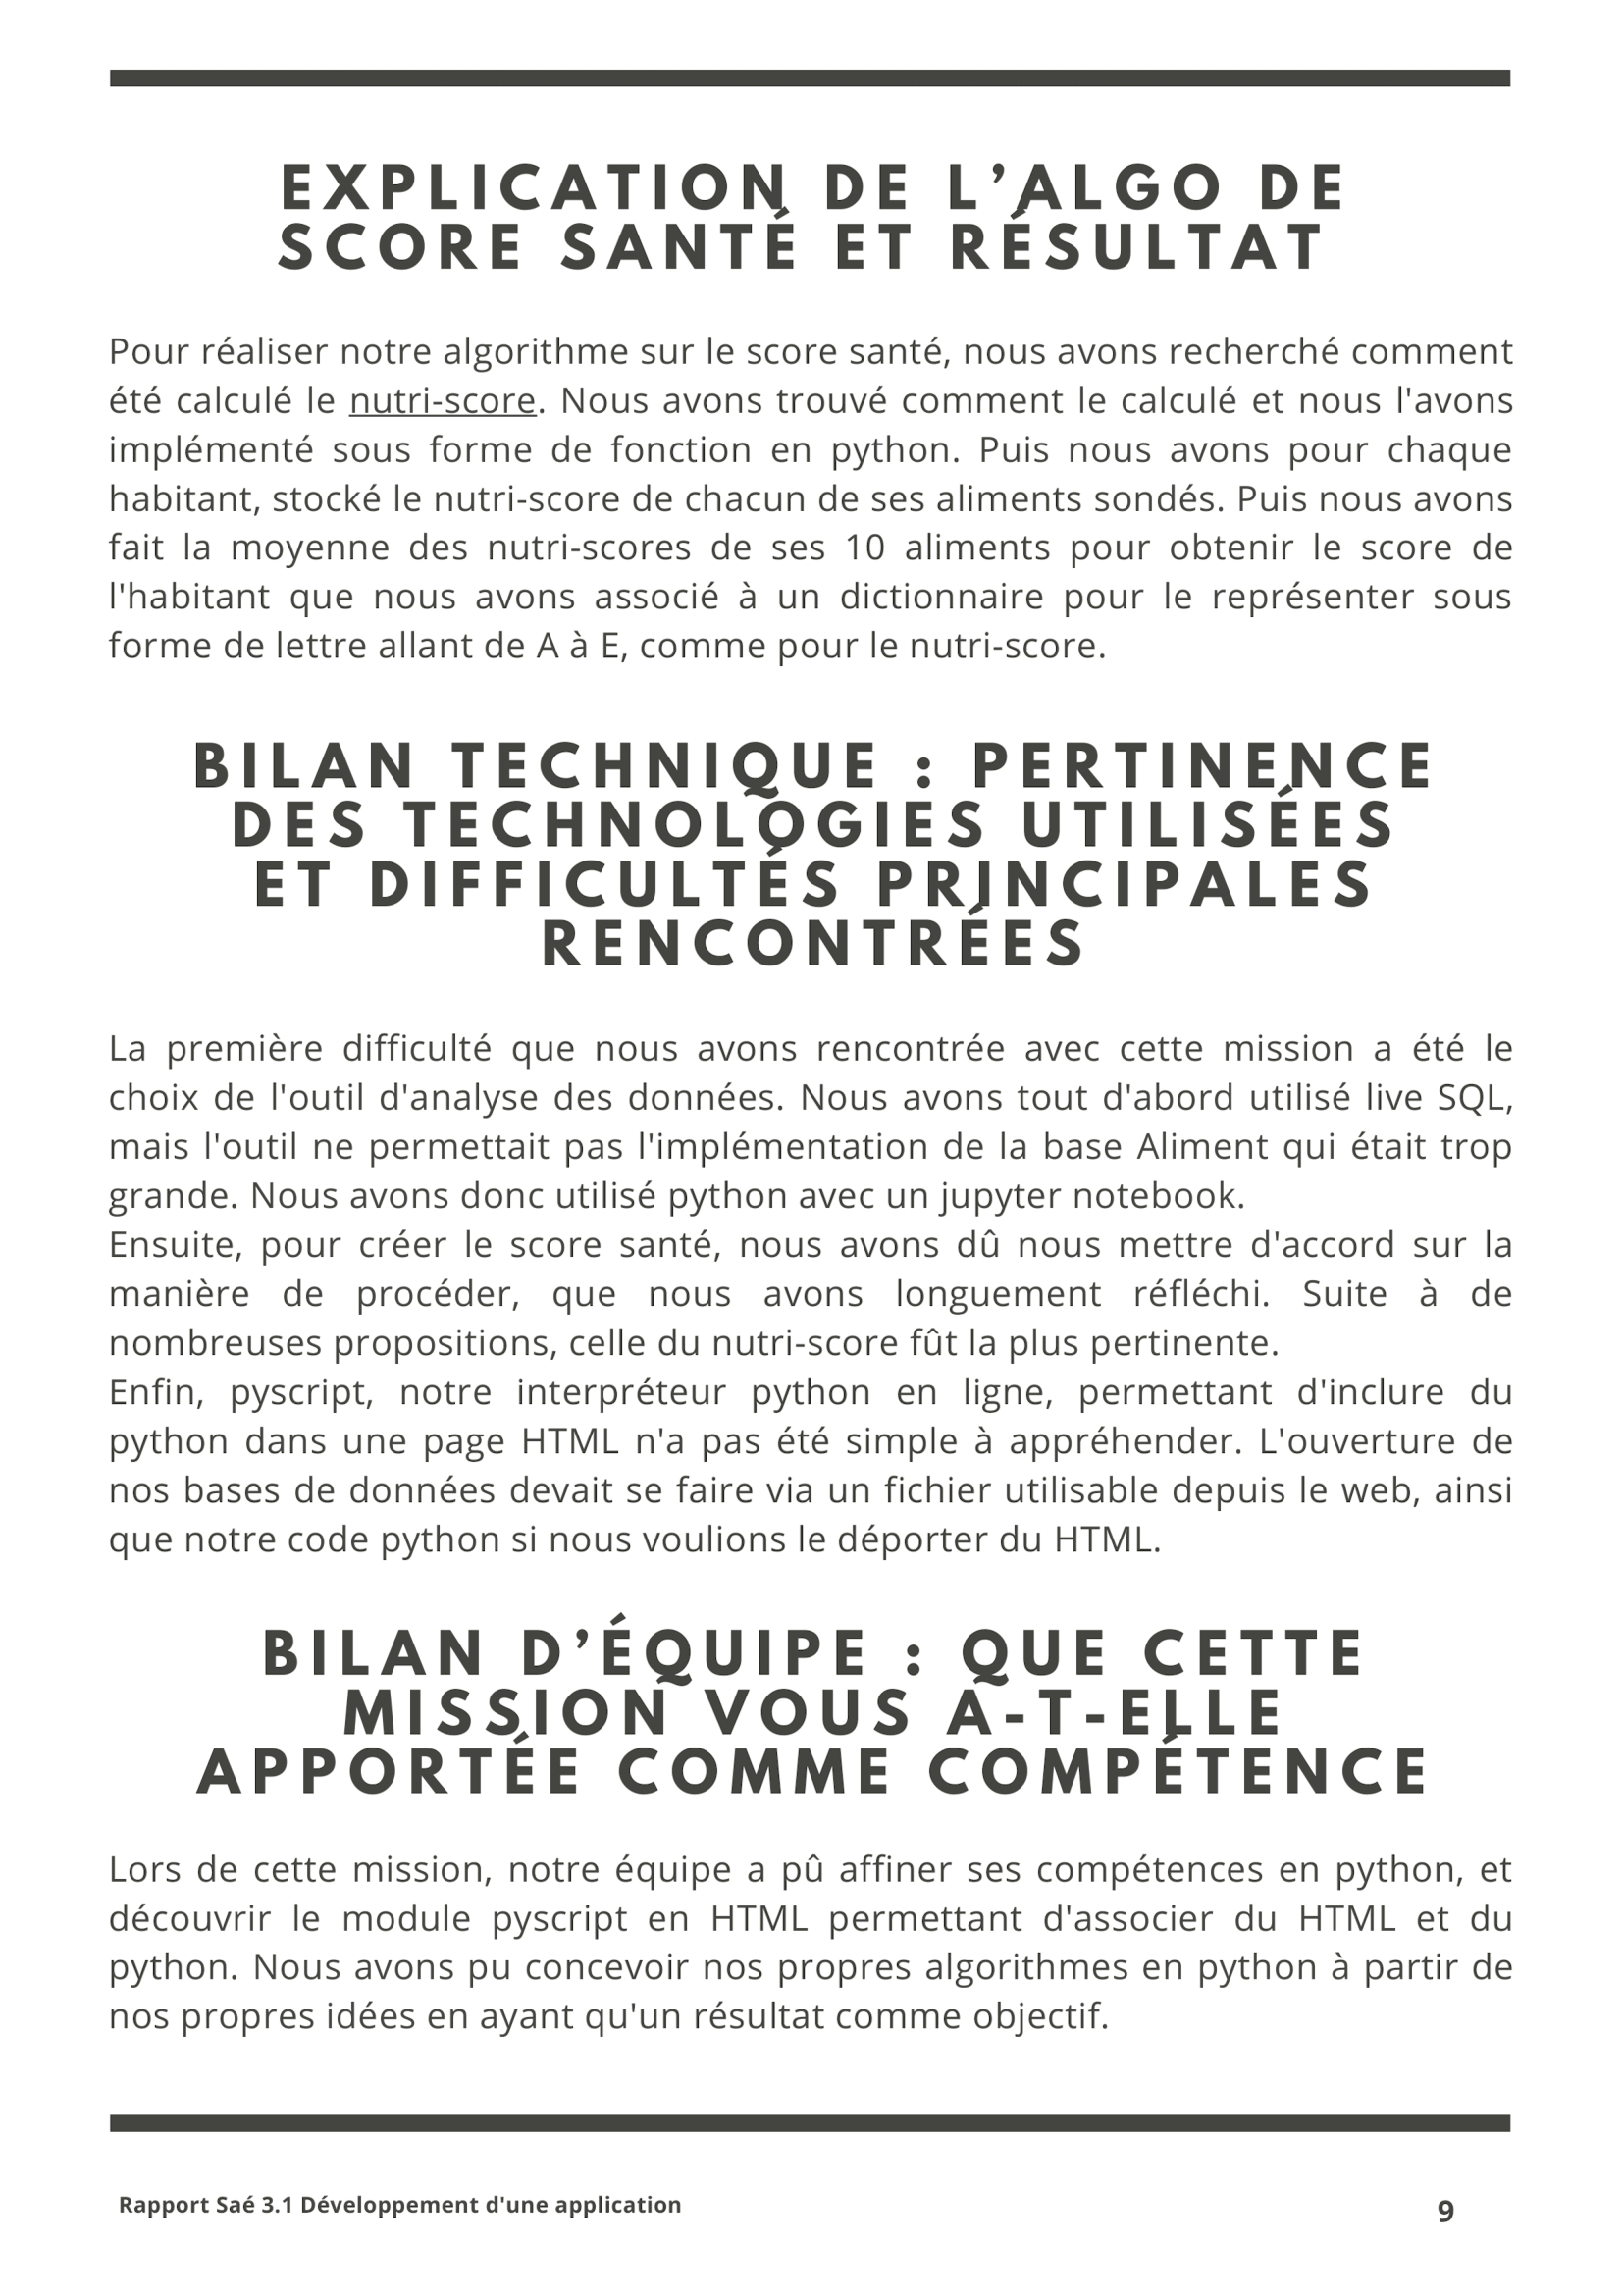 EXPLICATION DE L’ALGO DE
SCORE SANTÉ ET RÉSULTAT
Pour réaliser notre algorithme sur le score santé, nous avons recherché comment
été calculé le nutri-score. Nous avons trouvé comment le calculé et nous l'avons
implémenté sous forme de fonction en python. Puis nous avons pour chaque
habitant, stocké le nutri-score de chacun de ses aliments sondés. Puis nous avons
fait la moyenne des nutri-scores de ses 10 aliments pour obtenir le score de
l'habitant que nous avons associé à un dictionnaire pour le représenter sous
forme de lettre allant de A à E, comme pour le nutri-score.
BILAN TECHNIQUE : PERTINENCE
DES TECHNOLOGIES UTILISÉES
ET DIFFICULTÉS PRINCIPALES
RENCONTRÉES
La première difficulté que nous avons rencontrée avec cette mission a été le
choix de l'outil d'analyse des données. Nous avons tout d'abord utilisé live SQL,
mais l'outil ne permettait pas l'implémentation de la base Aliment qui était trop
grande. Nous avons donc utilisé python avec un jupyter notebook.
Ensuite, pour créer le score santé, nous avons dû nous mettre d'accord sur la
manière de procéder, que nous avons longuement réfléchi. Suite à de
nombreuses propositions, celle du nutri-score fût la plus pertinente.
Enfin, pyscript, notre interpréteur python en ligne, permettant d'inclure du
python dans une page HTML n'a pas été simple à appréhender. L'ouverture de
nos bases de données devait se faire via un fichier utilisable depuis le web, ainsi
que notre code python si nous voulions le déporter du HTML.
BILAN D’ÉQUIPE : QUE CETTE
MISSION VOUS A-T-ELLE
APPORTÉE COMME COMPÉTENCE
Lors de cette mission, notre équipe a pû affiner ses compétences en python, et
découvrir le module pyscript en HTML permettant d'associer du HTML et du
python. Nous avons pu concevoir nos propres algorithmes en python à partir de
nos propres idées en ayant qu'un résultat comme objectif.
Rapport Saé 3.1 Développement d'une application
9